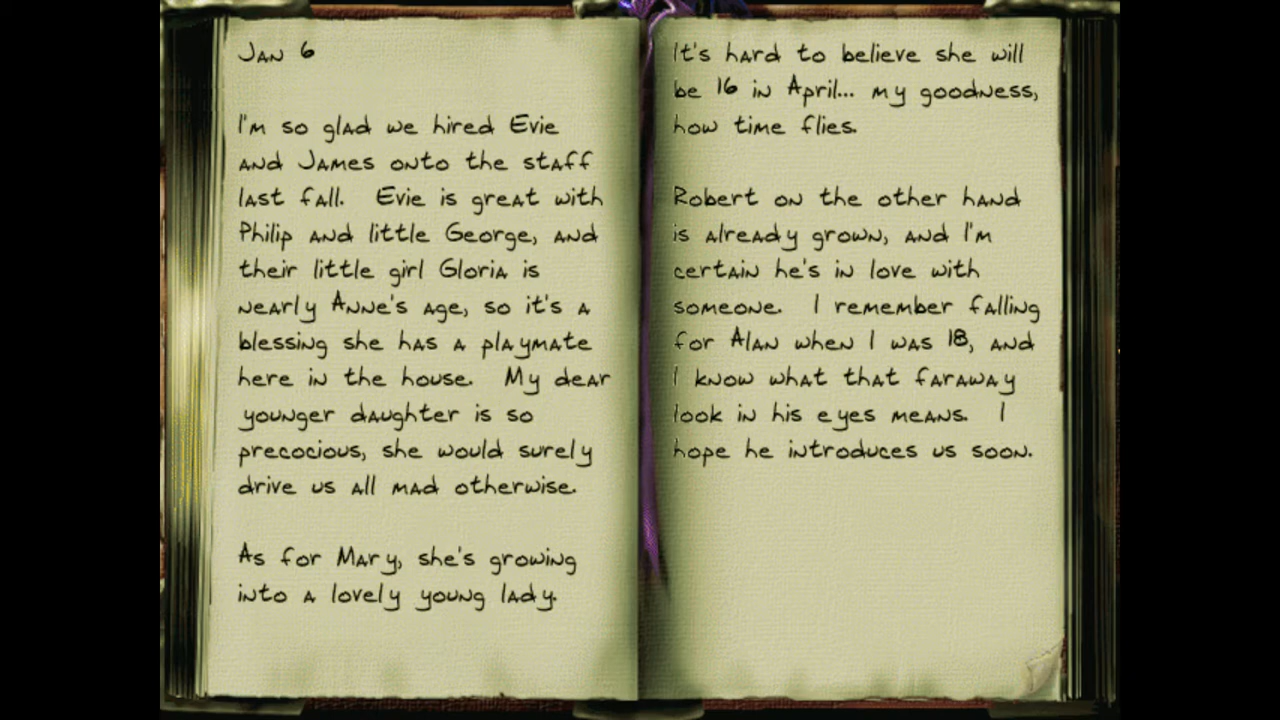 Jan 6
I'm so glad we hired Evie
and James onto the staff
last fall. Evie is great with
Philip and little George, and
their little girl Gloria is
nearly Anne's age, so it's a
blessing she has a playmate
here in the house. My dear
younger daughter is so
precocious, she would surely
drive us all mad otherwise.
As for Mary, she's growing
into a lovely young lady.
It's hard to believe she will
be 16 in April... my goodness,
how time flies.
Robert on the other hand
is already grown, and I'm
certain he's in love with
someone. I remember falling
for Alan when I was 18, and
I know what that faraway
look in his eyes means. I
hope he introduces us soon.